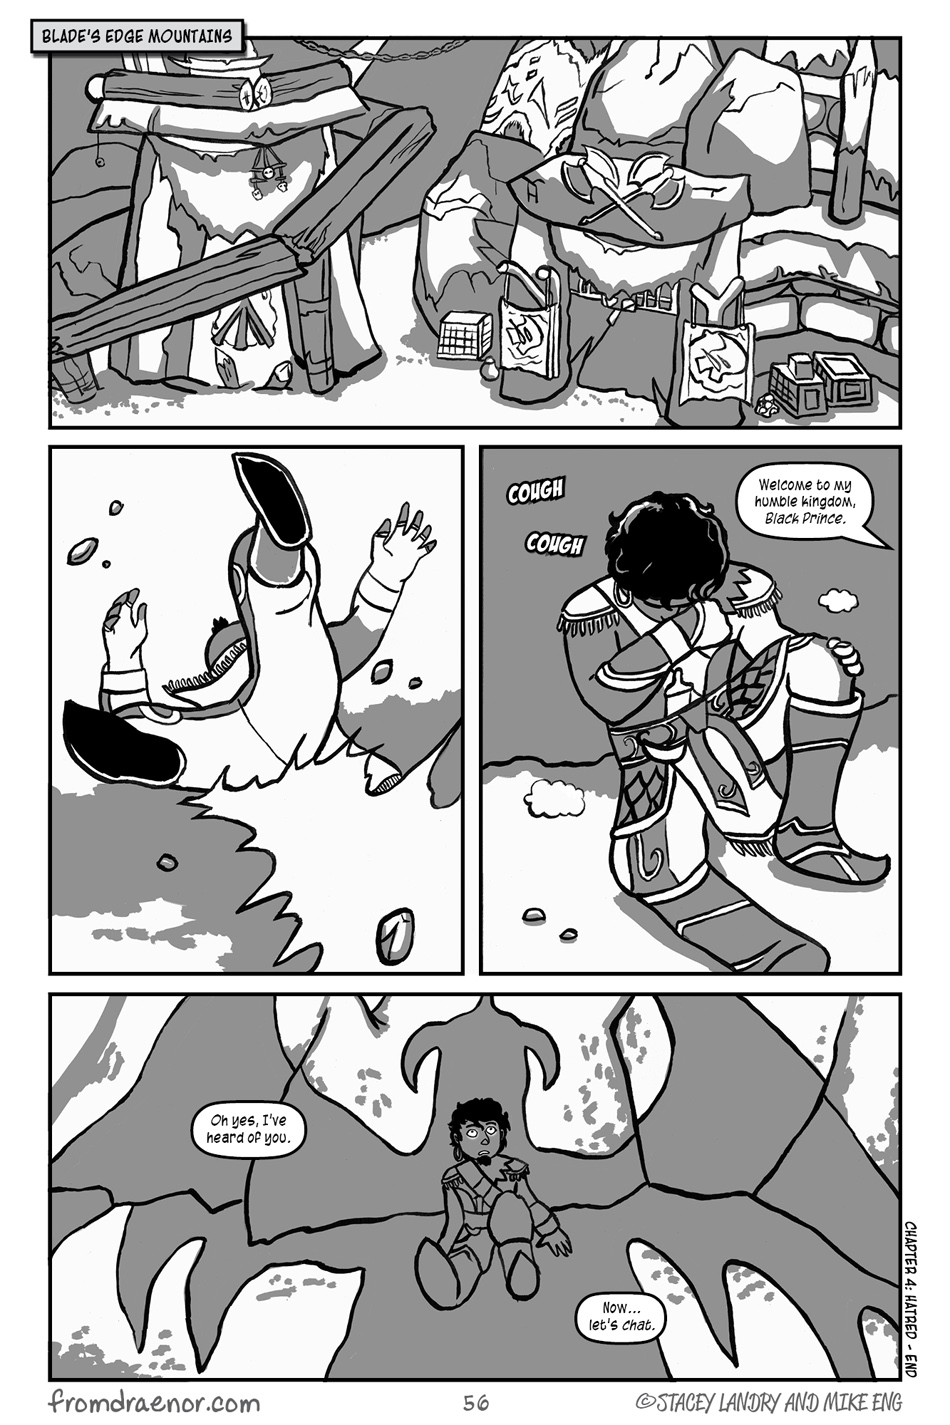 BLADE'S EDGE MOUNTAINS
COUGH
COUGH
Welcome to my
humble kingdom,
Black Prince.
Oh yes, I've
heard of you.
Now...
let's chat.
CHAPTER 4: HATRED - END
fromdraenor.com
56
©STACEY LANDRY AND MIKE ENG